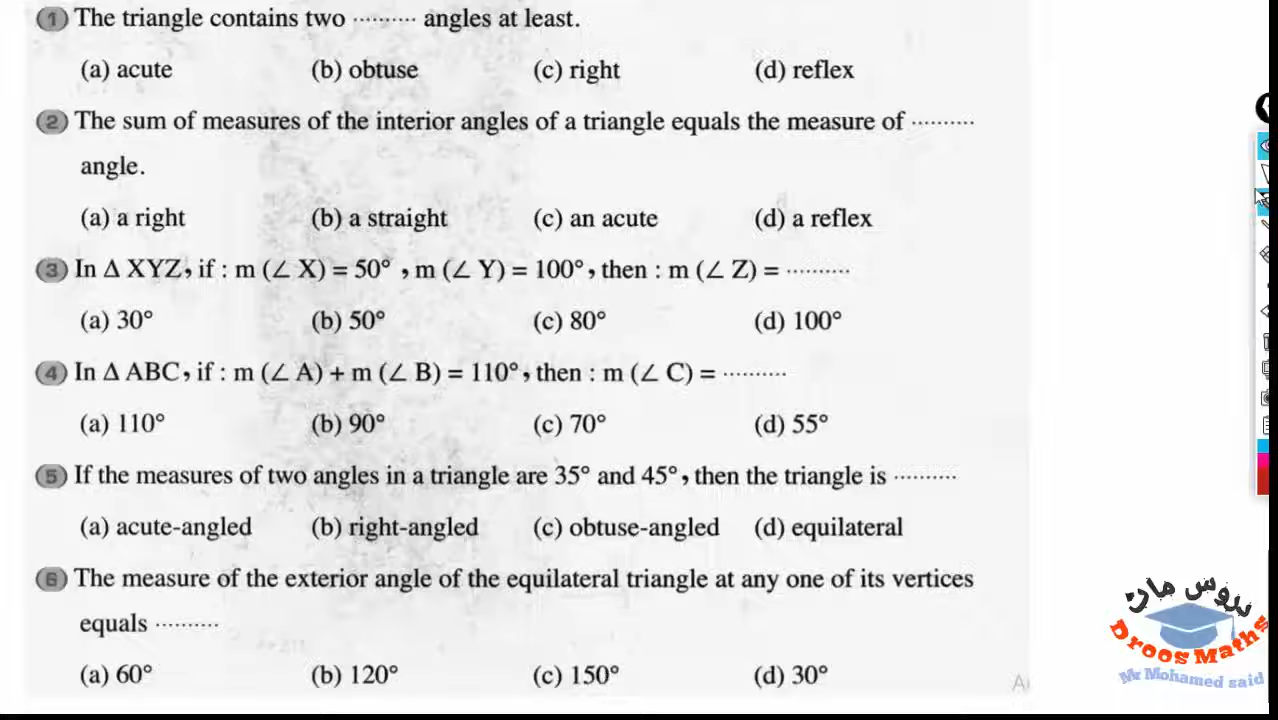 1 The triangle contains two .......... angles at least.
(a) acute (b) obtuse (c) right (d) reflex
2 The sum of measures of the interior angles of a triangle equals the measure of ..........
angle.
(a) a right (b) a straight (c) an acute (d) a reflex
3 In Δ XYZ, if : m (∠ X) = 50° , m (∠ Y) = 100°, then : m (∠ Z) = ..........
(a) 30° (b) 50° (c) 80° (d) 100°
4 In Δ ABC, if : m (∠ A) + m (∠ B) = 110°, then : m (∠ C) = ..........
(a) 110° (b) 90° (c) 70° (d) 55°
5 If the measures of two angles in a triangle are 35° and 45°, then the triangle is ..........
(a) acute-angled (b) right-angled (c) obtuse-angled (d) equilateral
6 The measure of the exterior angle of the equilateral triangle at any one of its vertices
equals ..........
(a) 60° (b) 120° (c) 150° (d) 30°
دروس ماث
Droos Maths
Mr Mohamed said